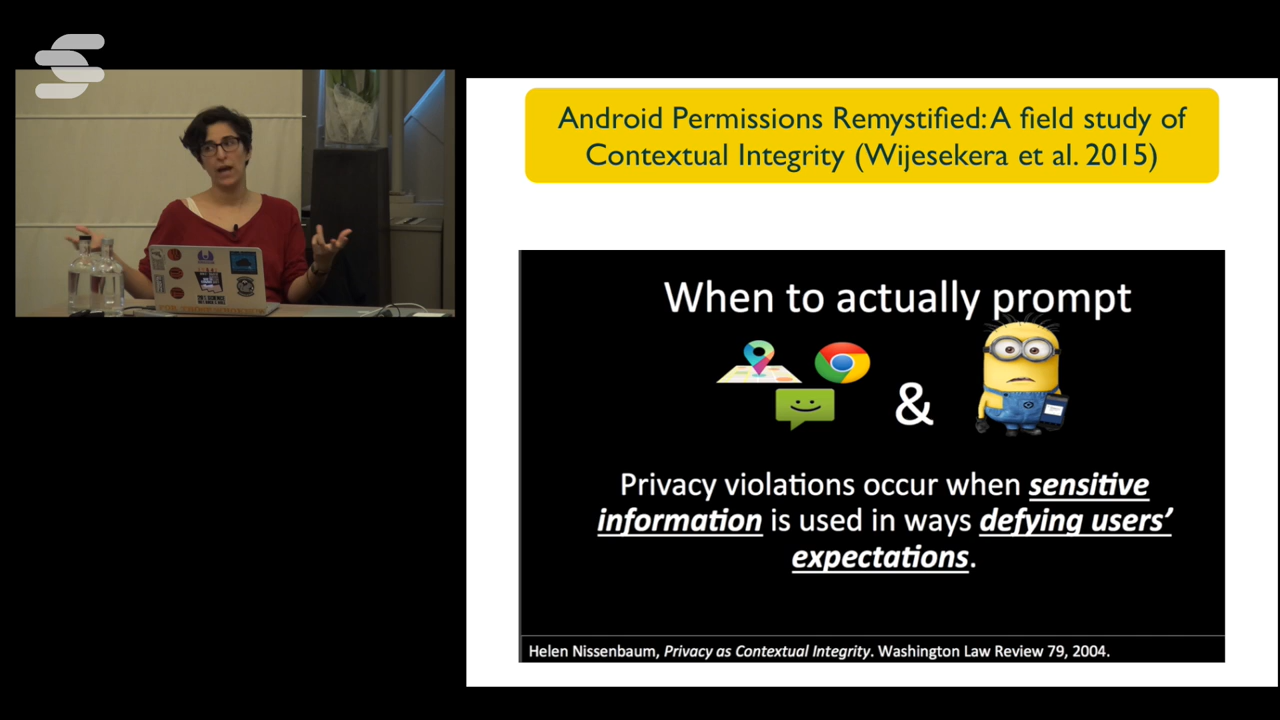 Android Permissions Remystified: A field study of
Contextual Integrity (Wijesekera et al. 2015)
When to actually prompt
&
Privacy violations occur when sensitive
information is used in ways defying users’
expectations.
Helen Nissenbaum, Privacy as Contextual Integrity. Washington Law Review 79, 2004.